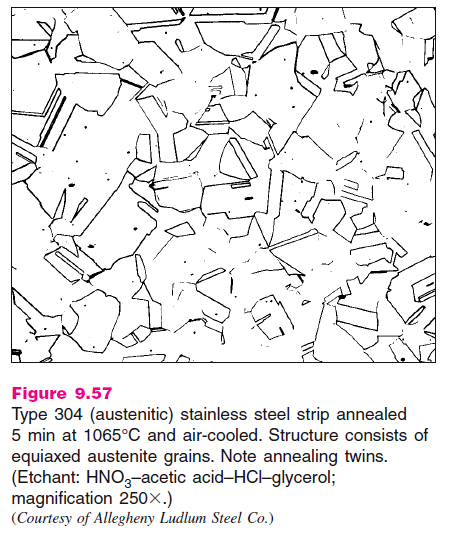 Figure 9.57
Type 304 (austenitic) stainless steel strip annealed
5 min at 1065°C and air-cooled. Structure consists of
equiaxed austenite grains. Note annealing twins.
(Etchant: HNO₃–acetic acid–HCl–glycerol;
magnification 250×.)
(Courtesy of Allegheny Ludlum Steel Co.)